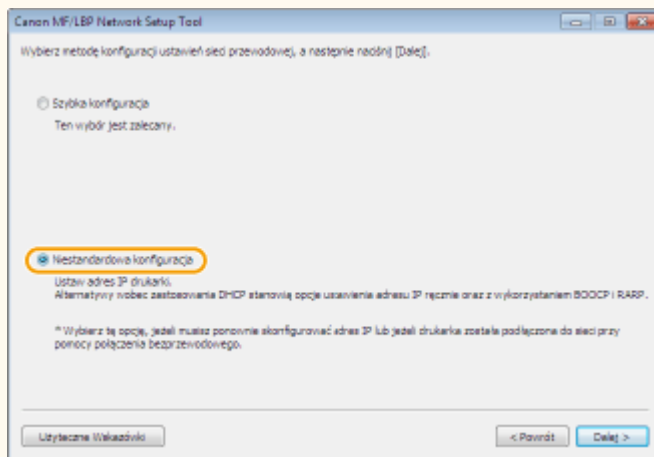 Canon MF/LBP Network Setup Tool
Wybierz metodę konfiguracji ustawień sieci przewodowej, a następnie naciśnij [Dalej].
Szybka konfiguracja
Ten wybór jest zalecany.
Niestandardowa konfiguracja
Ustaw adres IP drukarki.
Alternatywy wobec zastosowania DHCP stanowią opcje ustawienia adresu IP ręcznie oraz z wykorzystaniem BOOCP i RARP.
* Wybierz tę opcję, jeżeli musisz ponownie skonfigurować adres IP lub jeżeli drukarka została podłączona do sieci przy
pomocy połączenia bezprzewodowego.
Użyteczne Wskazówki
< Powrót
Dalej >